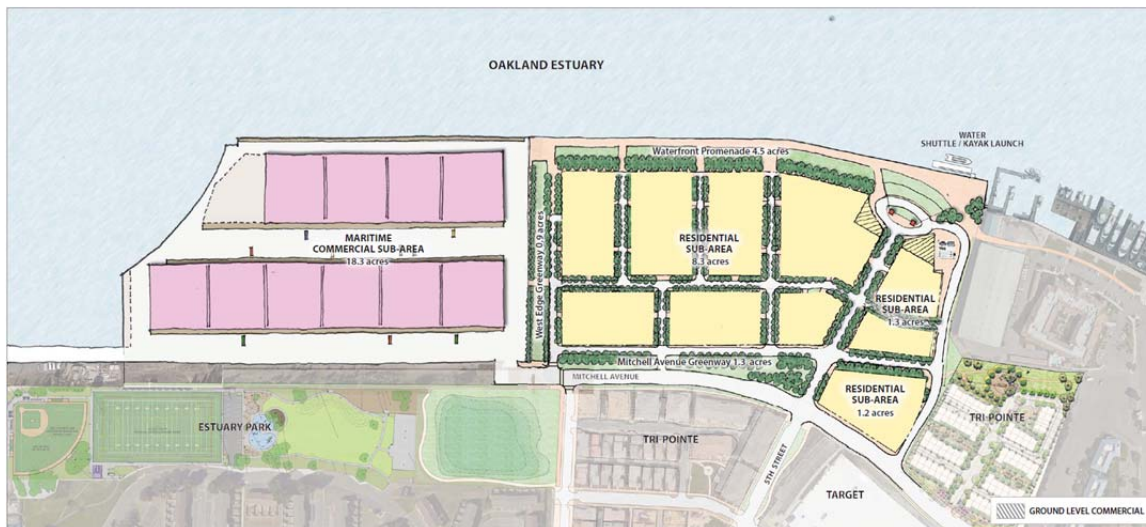 OAKLAND ESTUARY
WATER
SHUTTLE / KAYAK LAUNCH
Waterfront Promenade 4.5 acres
MARITIME
COMMERCIAL SUB-AREA
18.3 acres
West Edge Greenway 0.9 acres
RESIDENTIAL
SUB-AREA
8.3 acres
RESIDENTIAL
SUB-AREA
1.3 acres
Mitchell Avenue Greenway 1.3 acres
MITCHELL AVENUE
RESIDENTIAL
SUB-AREA
1.2 acres
ESTUARY PARK
TRI-POINTE
TRI-POINTE
5TH STREET
TARGET
GROUND LEVEL COMMERCIAL